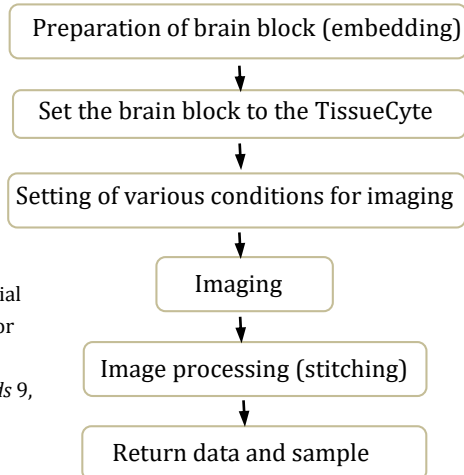 Preparation of brain block (embedding)
Set the brain block to the TissueCyte
Setting of various conditions for imaging
Imaging
ial
or
Image processing (stitching)
ds 9,
Return data and sample